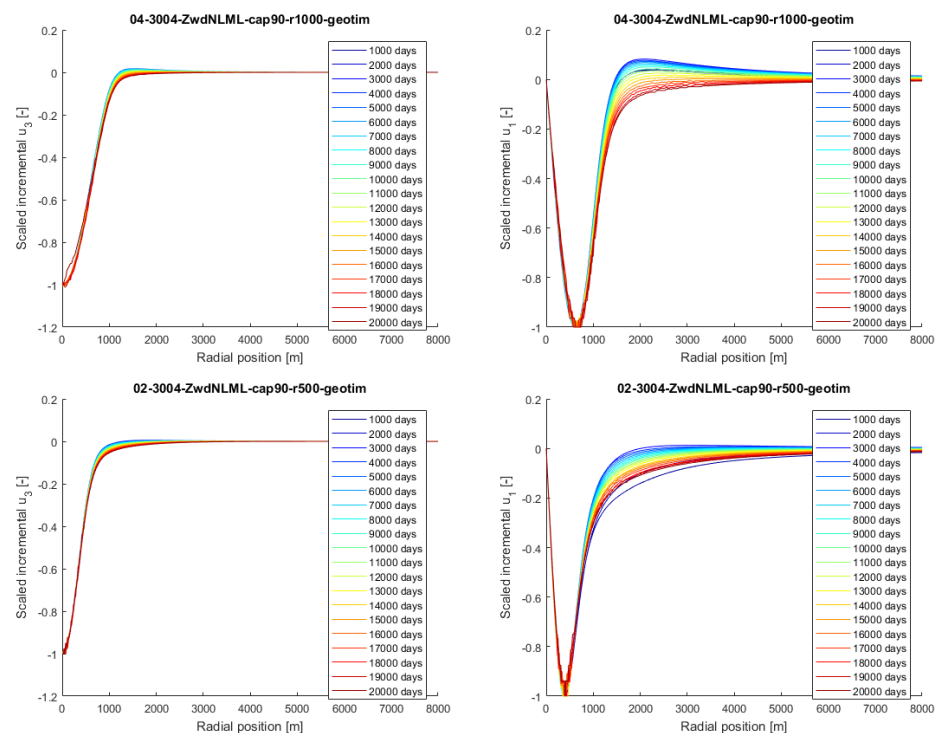 04-3004-ZwdNLML-cap90-r1000-geotim
Scaled incremental u3 [-]
0.2
0
-0.2
-0.4
-0.6
-0.8
-1
-1.2
0 1000 2000 3000 4000 5000 6000 7000 8000
Radial position [m]
1000 days
2000 days
3000 days
4000 days
5000 days
6000 days
7000 days
8000 days
9000 days
10000 days
11000 days
12000 days
13000 days
14000 days
15000 days
16000 days
17000 days
18000 days
19000 days
20000 days
04-3004-ZwdNLML-cap90-r1000-geotim
Scaled incremental u1 [-]
0.2
0
-0.2
-0.4
-0.6
-0.8
-1
0 1000 2000 3000 4000 5000 6000 7000 8000
Radial position [m]
1000 days
2000 days
3000 days
4000 days
5000 days
6000 days
7000 days
8000 days
9000 days
10000 days
11000 days
12000 days
13000 days
14000 days
15000 days
16000 days
17000 days
18000 days
19000 days
20000 days
02-3004-ZwdNLML-cap90-r500-geotim
Scaled incremental u3 [-]
0.2
0
-0.2
-0.4
-0.6
-0.8
-1
-1.2
0 1000 2000 3000 4000 5000 6000 7000 8000
Radial position [m]
1000 days
2000 days
3000 days
4000 days
5000 days
6000 days
7000 days
8000 days
9000 days
10000 days
11000 days
12000 days
13000 days
14000 days
15000 days
16000 days
17000 days
18000 days
19000 days
20000 days
02-3004-ZwdNLML-cap90-r500-geotim
Scaled incremental u1 [-]
0.2
0
-0.2
-0.4
-0.6
-0.8
-1
0 1000 2000 3000 4000 5000 6000 7000 8000
Radial position [m]
1000 days
2000 days
3000 days
4000 days
5000 days
6000 days
7000 days
8000 days
9000 days
10000 days
11000 days
12000 days
13000 days
14000 days
15000 days
16000 days
17000 days
18000 days
19000 days
20000 days